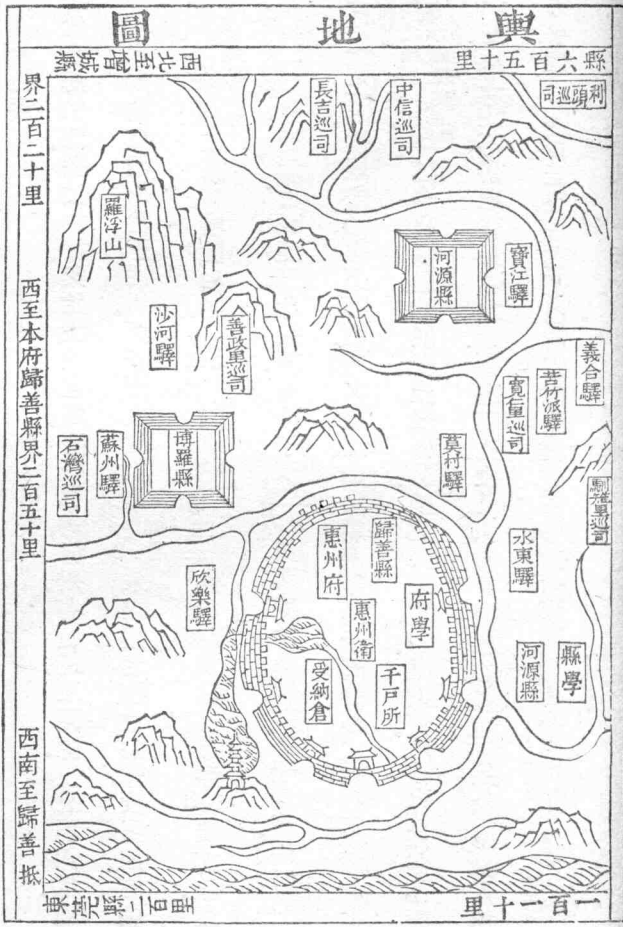 輿地圖
縣六百五十里
西北至增城縣
界二百二十里
西至本府歸善縣界二百五十里
西南至歸善抵
東莞縣二百里
一百一十里
利頭巡司
中信巡司
長吉巡司
羅浮山
河源縣
寶江驛
沙河驛
善政里巡司
義合驛
苦竹派驛
寬仁里巡司
馴雉里巡司
莫村驛
博羅縣
蘇州驛
石灣巡司
水東驛
歸善縣
惠州府
府學
惠州衛
欣樂驛
千戶所
受納倉
縣學
河源縣